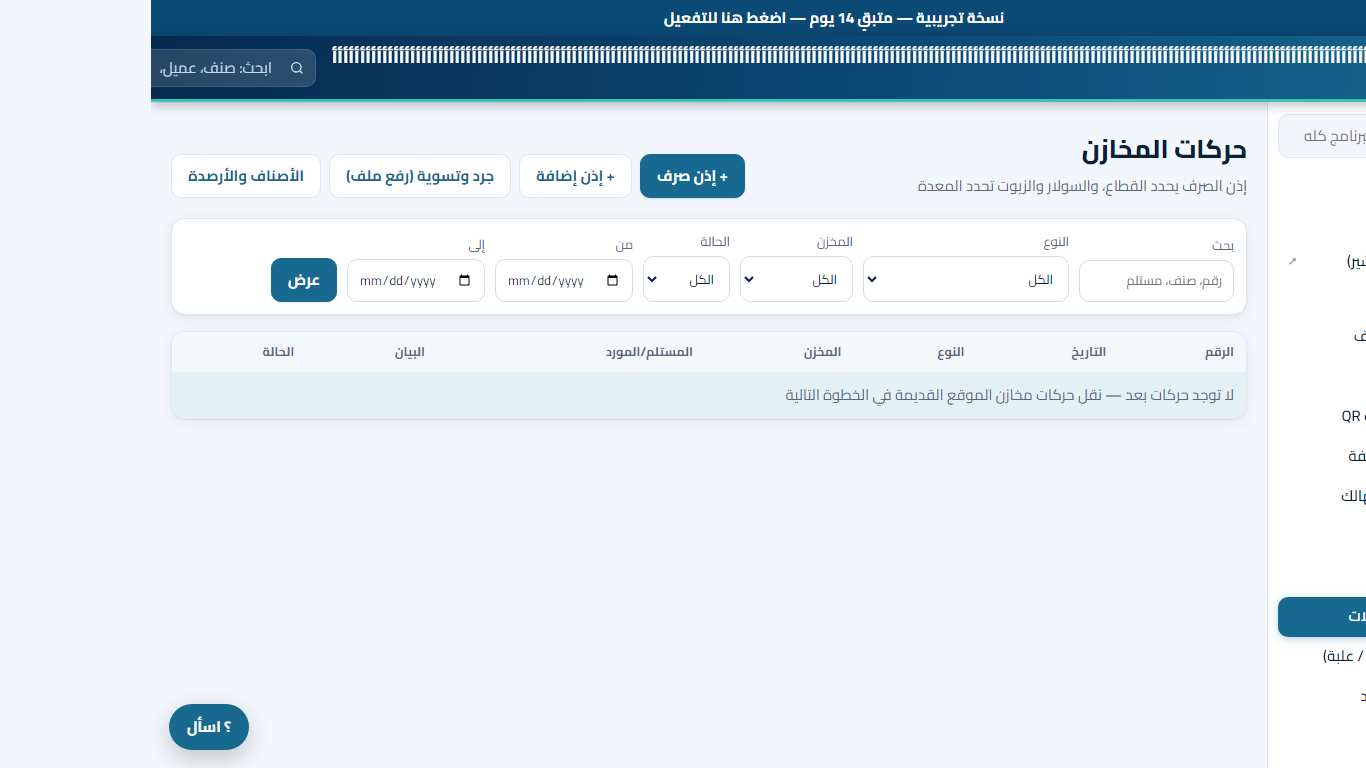 نسخة تجريبية — متبقٍ 14 يوم — اضغط هنا للتفعيل
ابحث: صنف، عميل،
حركات المخازن
إذن الصرف يحدد القطاع، والسولار والزيوت تحدد المعدة
+ إذن صرف
+ إذن إضافة
جرد وتسوية (رفع ملف)
الأصناف والأرصدة
بحث
النوع
المخزن
الحالة
من
إلى
رقم، صنف، مستلم
الكل
الكل
الكل
mm/dd/yyyy
mm/dd/yyyy
عرض
الرقم
التاريخ
النوع
المخزن
المستلم/المورد
البيان
الحالة
لا توجد حركات بعد — نقل حركات مخازن الموقع القديمة في الخطوة التالية
كله
QR
/ علبة)
؟ اسأل